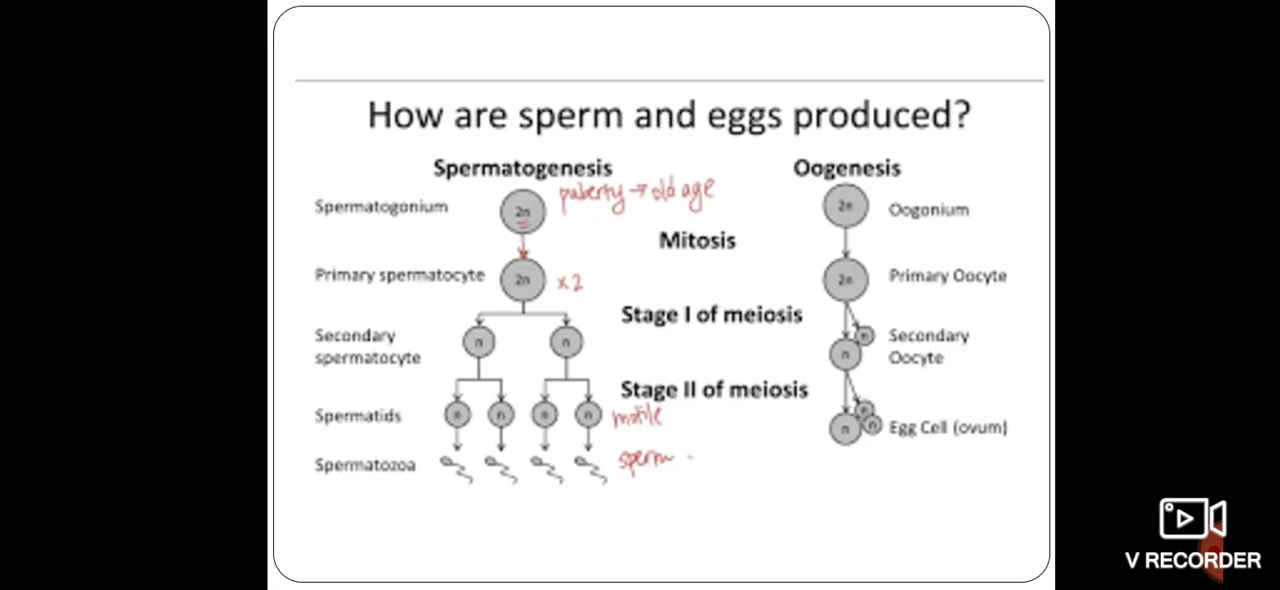 How are sperm and eggs produced?
Spermatogenesis
Oogenesis
puberty → old age
Spermatogonium
2n
2n
Oogonium
Mitosis
Primary spermatocyte
2n
x2
2n
Primary Oocyte
Stage I of meiosis
Secondary
spermatocyte
n
n
n
n
Secondary
Oocyte
Stage II of meiosis
Spermatids
n
n
n
n
motile
n
n
n
Egg Cell (ovum)
Spermatozoa
sperm
V RECORDER